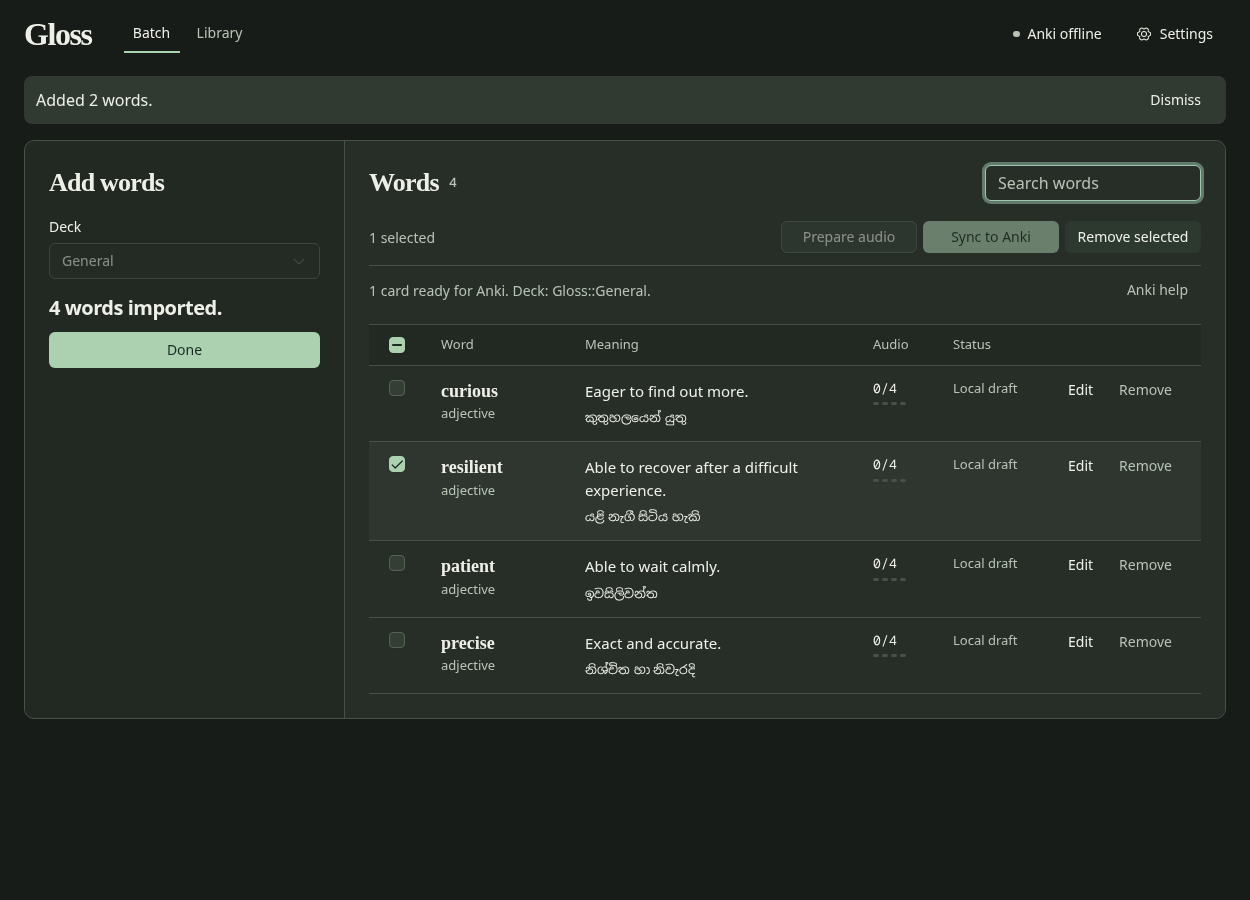 Gloss
Batch
Library
Anki offline
Settings
Added 2 words.
Dismiss
Add words
Deck
General
4 words imported.
Done
Words 4
Search words
1 selected
Prepare audio
Sync to Anki
Remove selected
1 card ready for Anki. Deck: Gloss::General.
Anki help
Word
Meaning
Audio
Status
curious
adjective
Eager to find out more.
කුතුහලයෙන් යුතු
0/4
Local draft
Edit
Remove
resilient
adjective
Able to recover after a difficult
experience.
යළි නැගී සිටිය හැකි
0/4
Local draft
Edit
Remove
patient
adjective
Able to wait calmly.
ඉවසිලිවන්ත
0/4
Local draft
Edit
Remove
precise
adjective
Exact and accurate.
නිශ්චිත හා නිවැරදි
0/4
Local draft
Edit
Remove